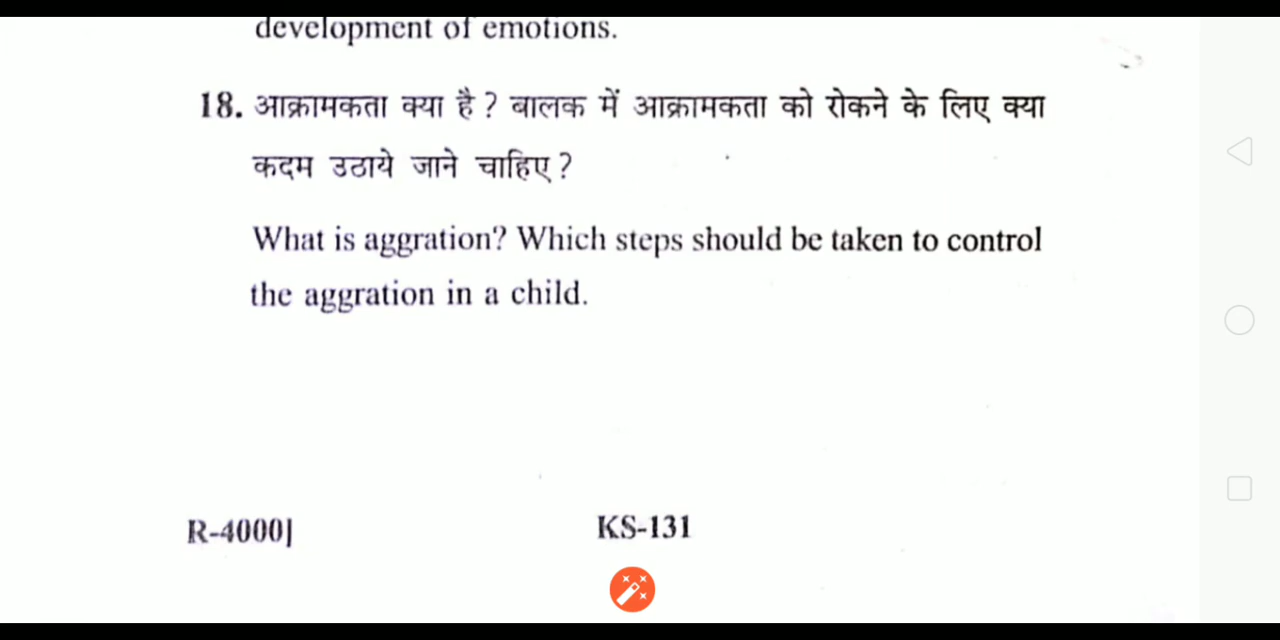 development of emotions.
18. आक्रामकता क्या है ? बालक में आक्रामकता को रोकने के लिए क्या
कदम उठाये जाने चाहिए ?
What is aggration? Which steps should be taken to control
the aggration in a child.
R-4000]
KS-131